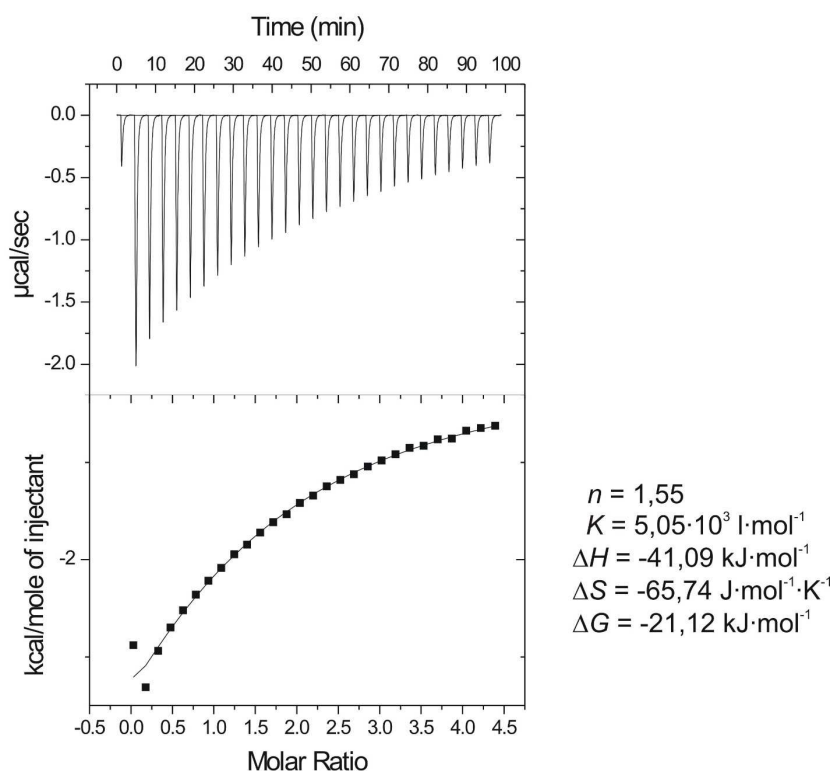 Time (min)
0 10 20 30 40 50 60 70 80 90 100
0.0
-0.5
-1.0
-1.5
-2.0
µcal/sec
-2
kcal/mole of injectant
-0.5 0.0 0.5 1.0 1.5 2.0 2.5 3.0 3.5 4.0 4.5
Molar Ratio
n = 1,55
K = 5,05·10³ l·mol⁻¹
ΔH = -41,09 kJ·mol⁻¹
ΔS = -65,74 J·mol⁻¹·K⁻¹
ΔG = -21,12 kJ·mol⁻¹